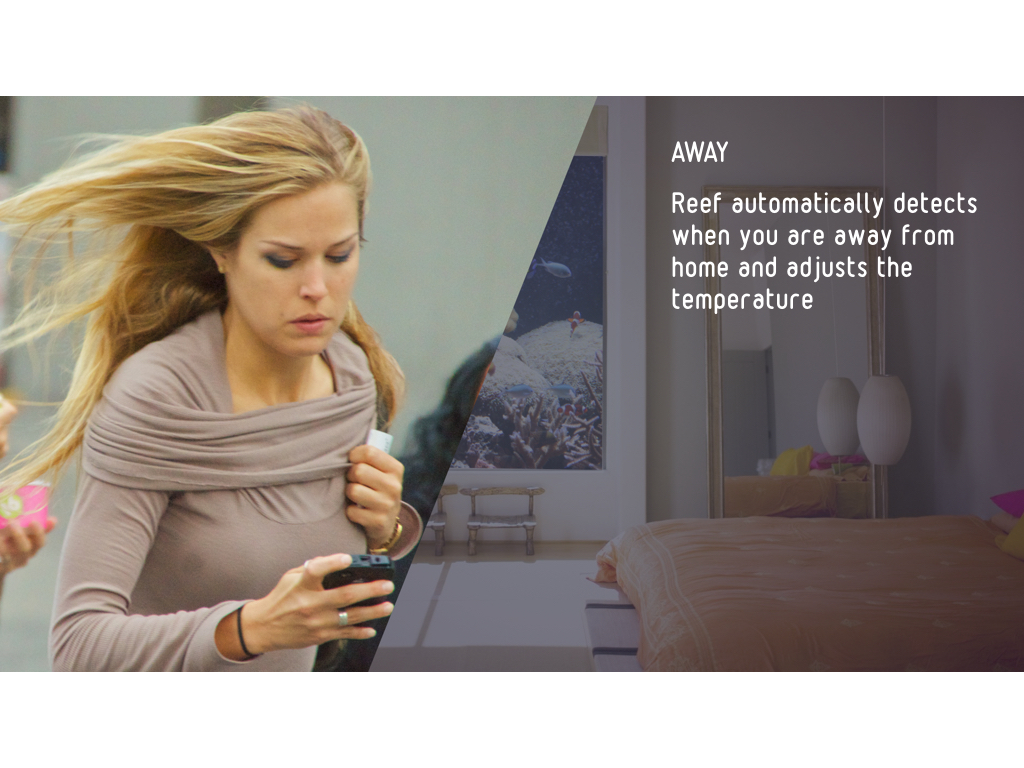 AWAY
Reef automatically detects
when you are away from
home and adjusts the
temperature